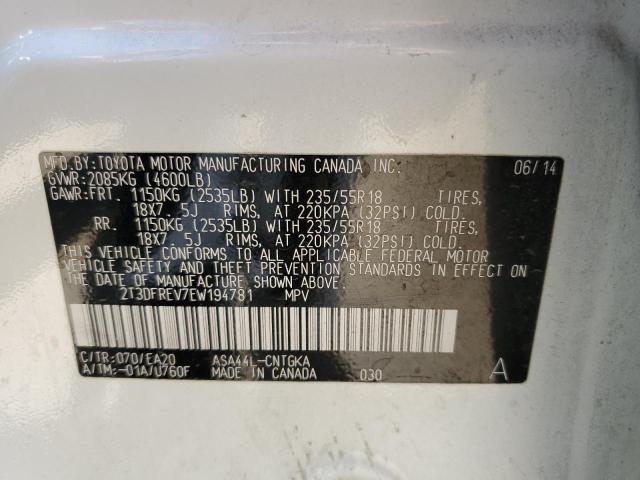 MFD.BY:TOYOTA MOTOR MANUFACTURING CANADA INC. 06/14
GVWR:2085KG (4600LB)
GAWR:FRT. 1150KG (2535LB) WITH 235/55R18 TIRES,
18X7.5J RIMS, AT 220KPA (32PSI) COLD.
RR. 1150KG (2535LB) WITH 235/55R18 TIRES,
18X7.5J RIMS, AT 220KPA (32PSI) COLD.
THIS VEHICLE CONFORMS TO ALL APPLICABLE FEDERAL MOTOR
VEHICLE SAFETY AND THEFT PREVENTION STANDARDS IN EFFECT ON
THE DATE OF MANUFACTURE SHOWN ABOVE.
2T3DFREV7EW194781 MPV
C/TR:070/EA20 ASA44L-CNTGKA
A/TM:-01A/U760F MADE IN CANADA 030 A